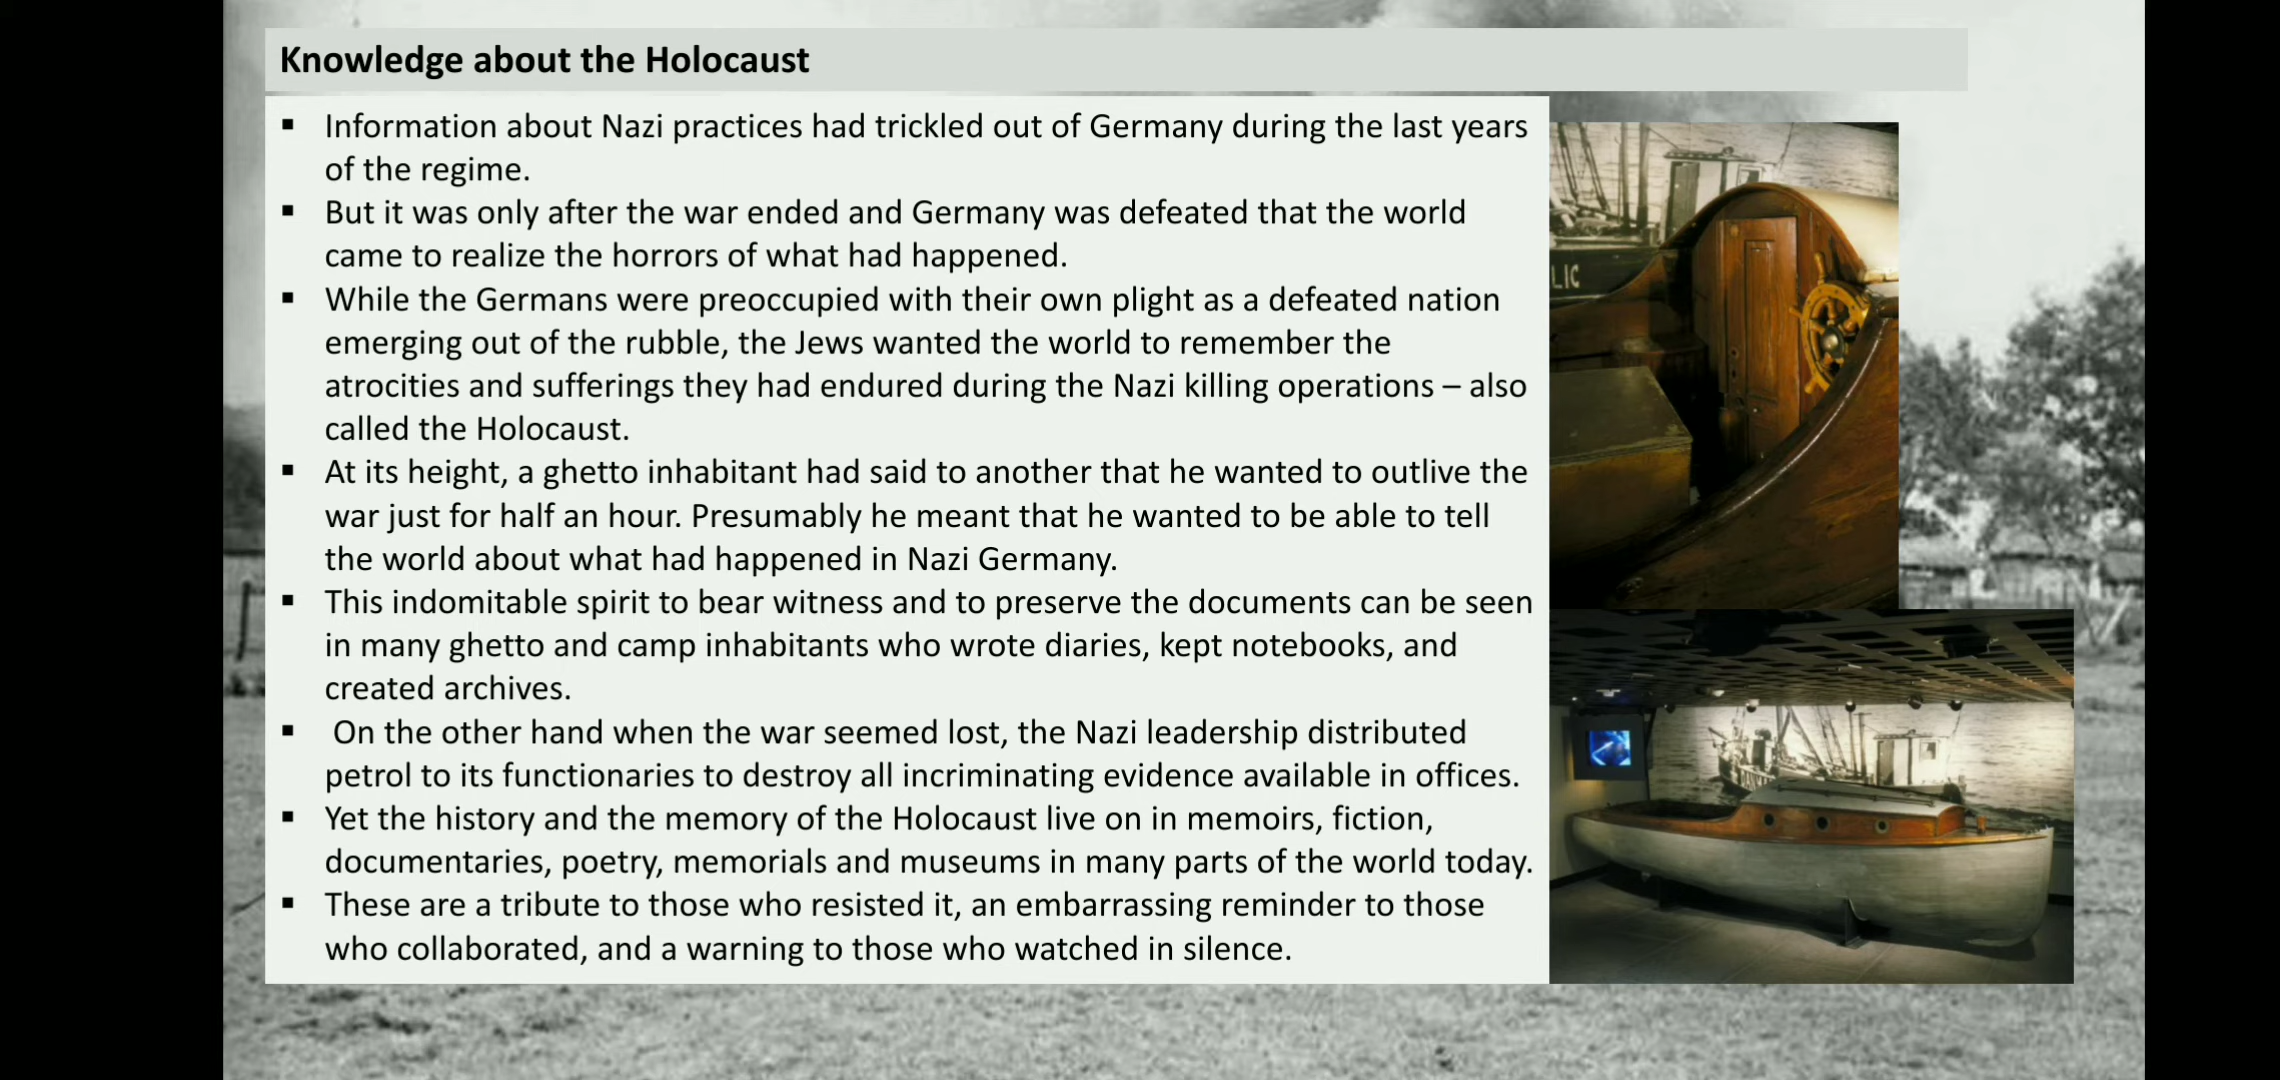 Knowledge about the Holocaust
▪ Information about Nazi practices had trickled out of Germany during the last years
of the regime.
▪ But it was only after the war ended and Germany was defeated that the world
came to realize the horrors of what had happened.
▪ While the Germans were preoccupied with their own plight as a defeated nation
emerging out of the rubble, the Jews wanted the world to remember the
atrocities and sufferings they had endured during the Nazi killing operations – also
called the Holocaust.
▪ At its height, a ghetto inhabitant had said to another that he wanted to outlive the
war just for half an hour. Presumably he meant that he wanted to be able to tell
the world about what had happened in Nazi Germany.
▪ This indomitable spirit to bear witness and to preserve the documents can be seen
in many ghetto and camp inhabitants who wrote diaries, kept notebooks, and
created archives.
▪ On the other hand when the war seemed lost, the Nazi leadership distributed
petrol to its functionaries to destroy all incriminating evidence available in offices.
▪ Yet the history and the memory of the Holocaust live on in memoirs, fiction,
documentaries, poetry, memorials and museums in many parts of the world today.
▪ These are a tribute to those who resisted it, an embarrassing reminder to those
who collaborated, and a warning to those who watched in silence.
LIC